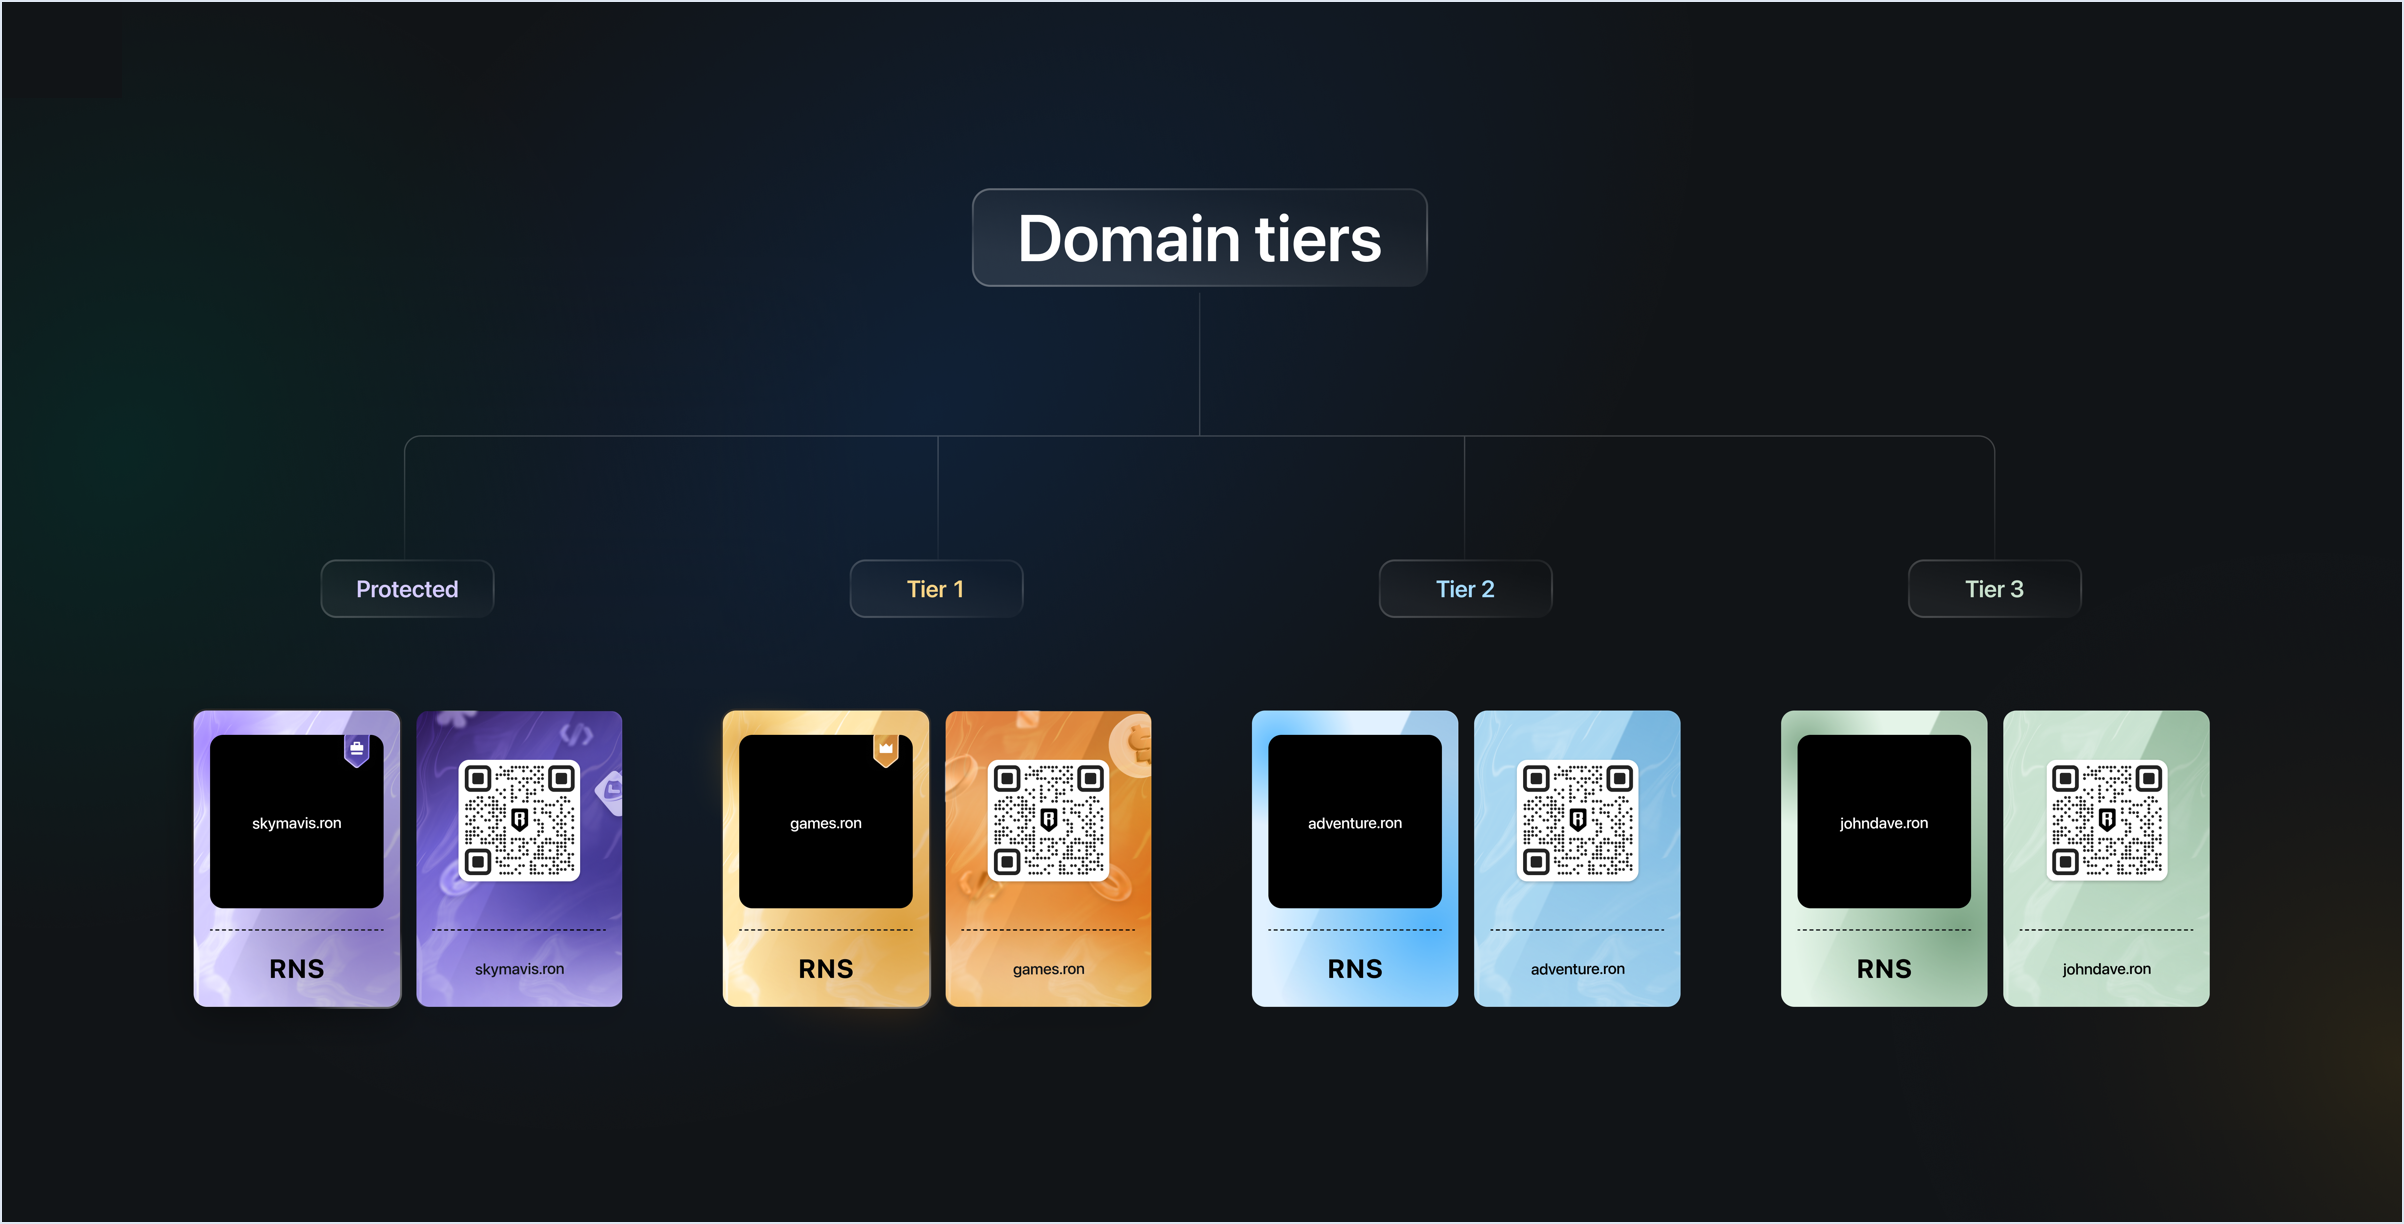 Domain tiers
Protected
Tier 1
Tier 2
Tier 3
skymavis.ron
RNS
skymavis.ron
games.ron
RNS
games.ron
adventure.ron
RNS
adventure.ron
johndave.ron
RNS
johndave.ron